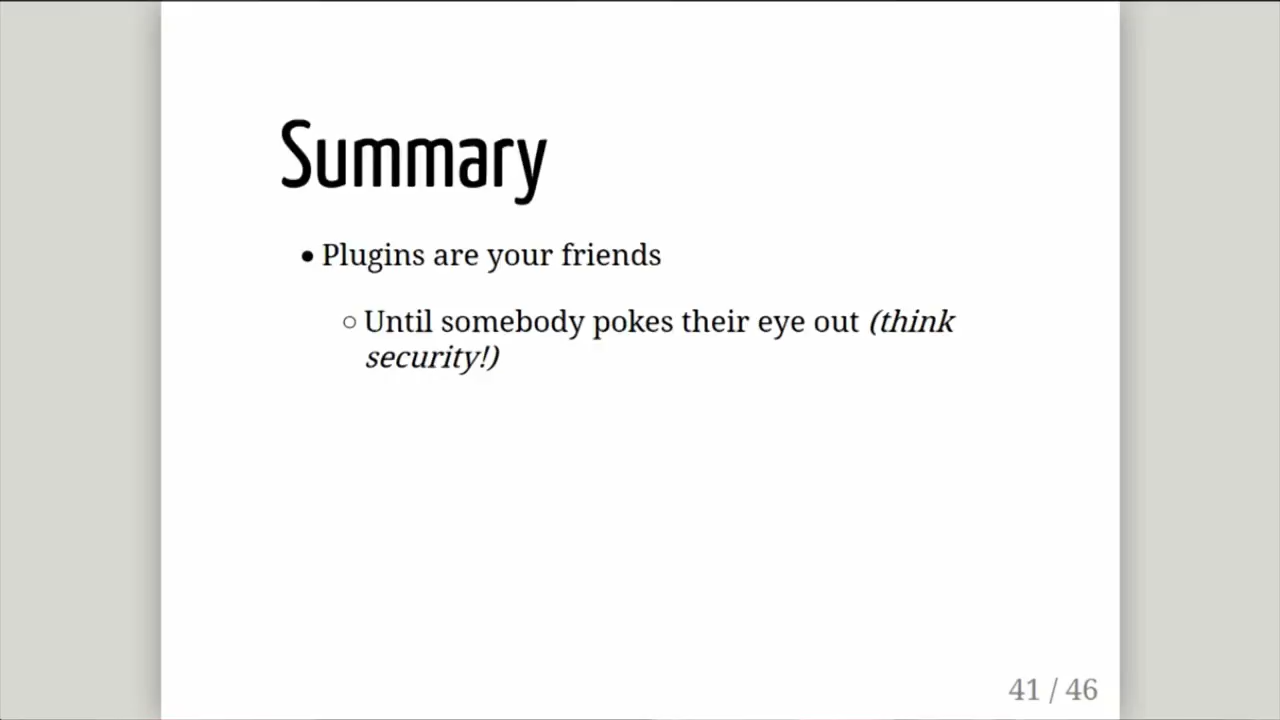 Summary
• Plugins are your friends
○ Until somebody pokes their eye out (think
security!)
41 / 46